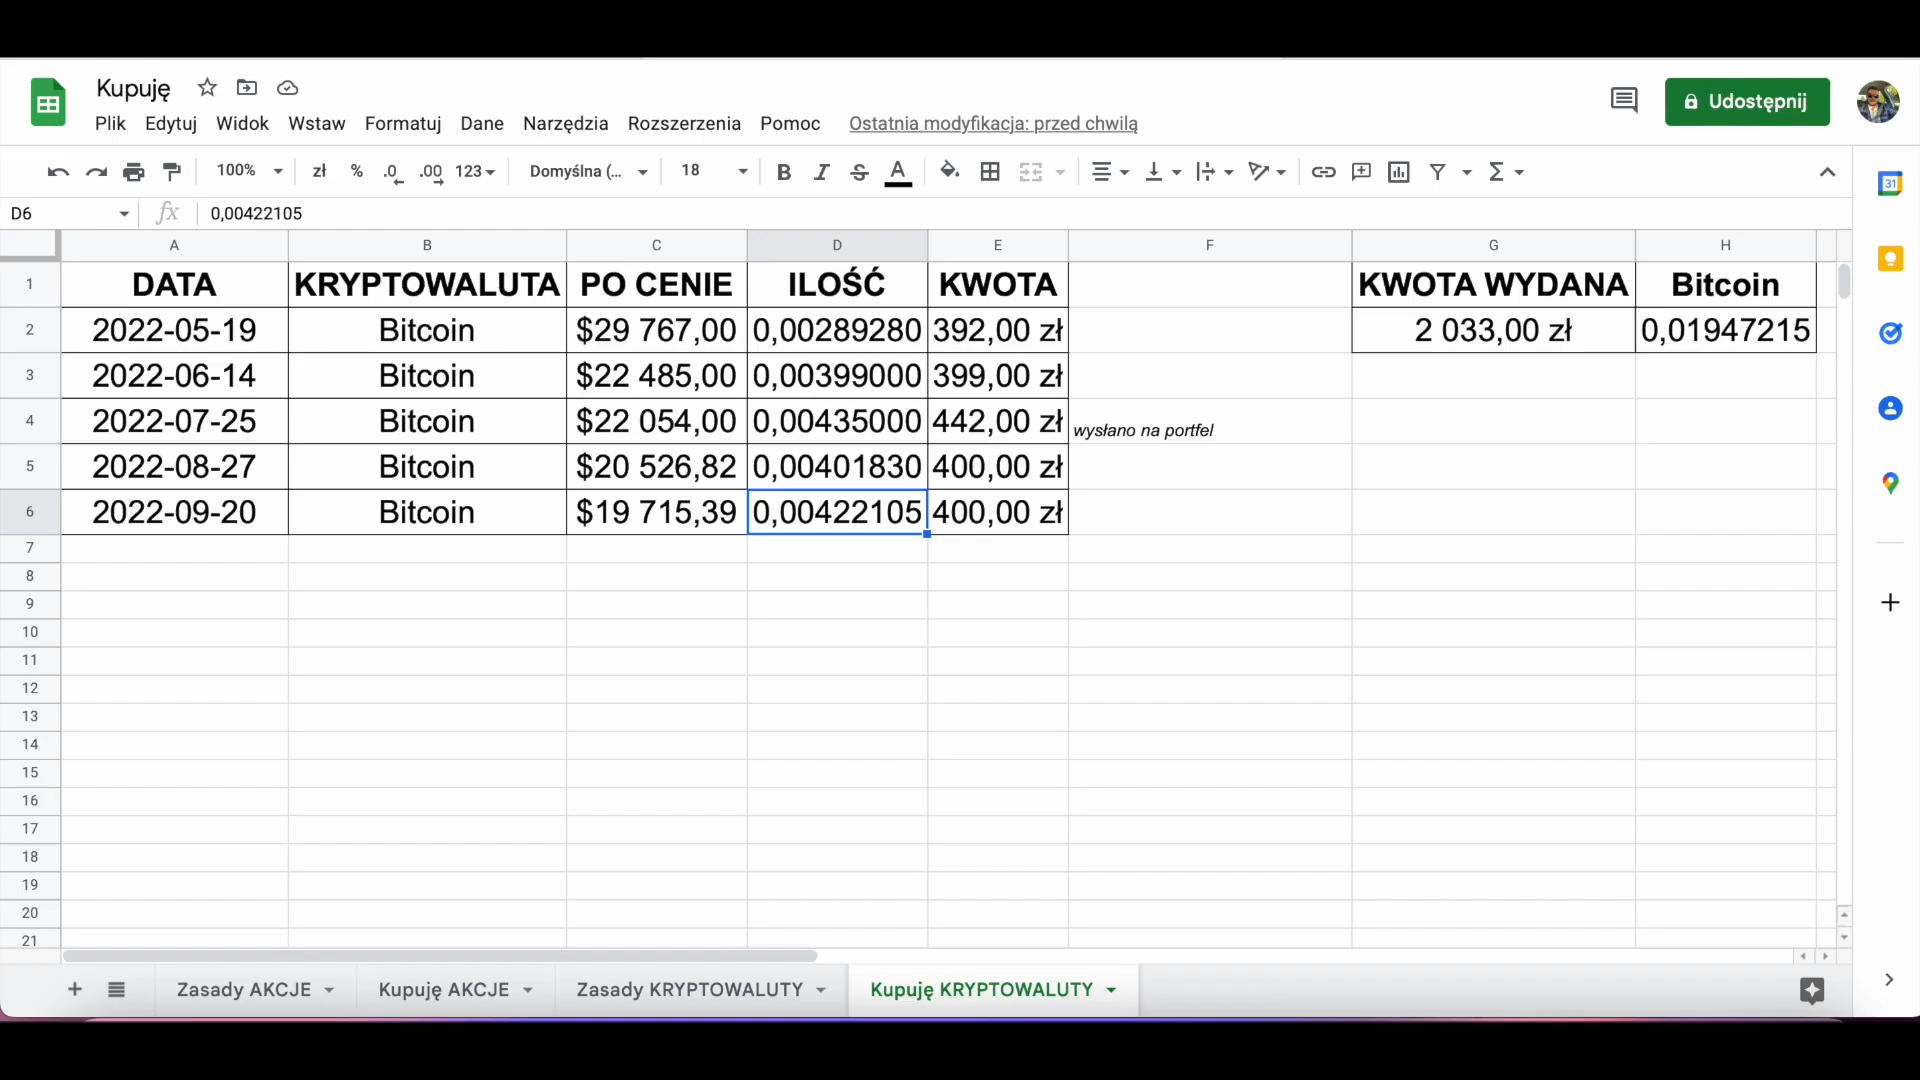 Kupuję
Plik Edytuj Widok Wstaw Formatuj Dane Narzędzia Rozszerzenia Pomoc Ostatnia modyfikacja: przed chwilą
Udostępnij
100% zł % .0 .00 123 Domyślna (... 18 B I S A
31
D6 fx 0,00422105
A B C D E F G H
1 DATA KRYPTOWALUTA PO CENIE ILOŚĆ KWOTA KWOTA WYDANA Bitcoin
2 2022-05-19 Bitcoin $29 767,00 0,00289280 392,00 zł 2 033,00 zł 0,01947215
3 2022-06-14 Bitcoin $22 485,00 0,00399000 399,00 zł
4 2022-07-25 Bitcoin $22 054,00 0,00435000 442,00 zł wysłano na portfel
5 2022-08-27 Bitcoin $20 526,82 0,00401830 400,00 zł
6 2022-09-20 Bitcoin $19 715,39 0,00422105 400,00 zł
7
8
9
10
11
12
13
14
15
16
17
18
19
20
21
Zasady AKCJE Kupuję AKCJE Zasady KRYPTOWALUTY Kupuję KRYPTOWALUTY